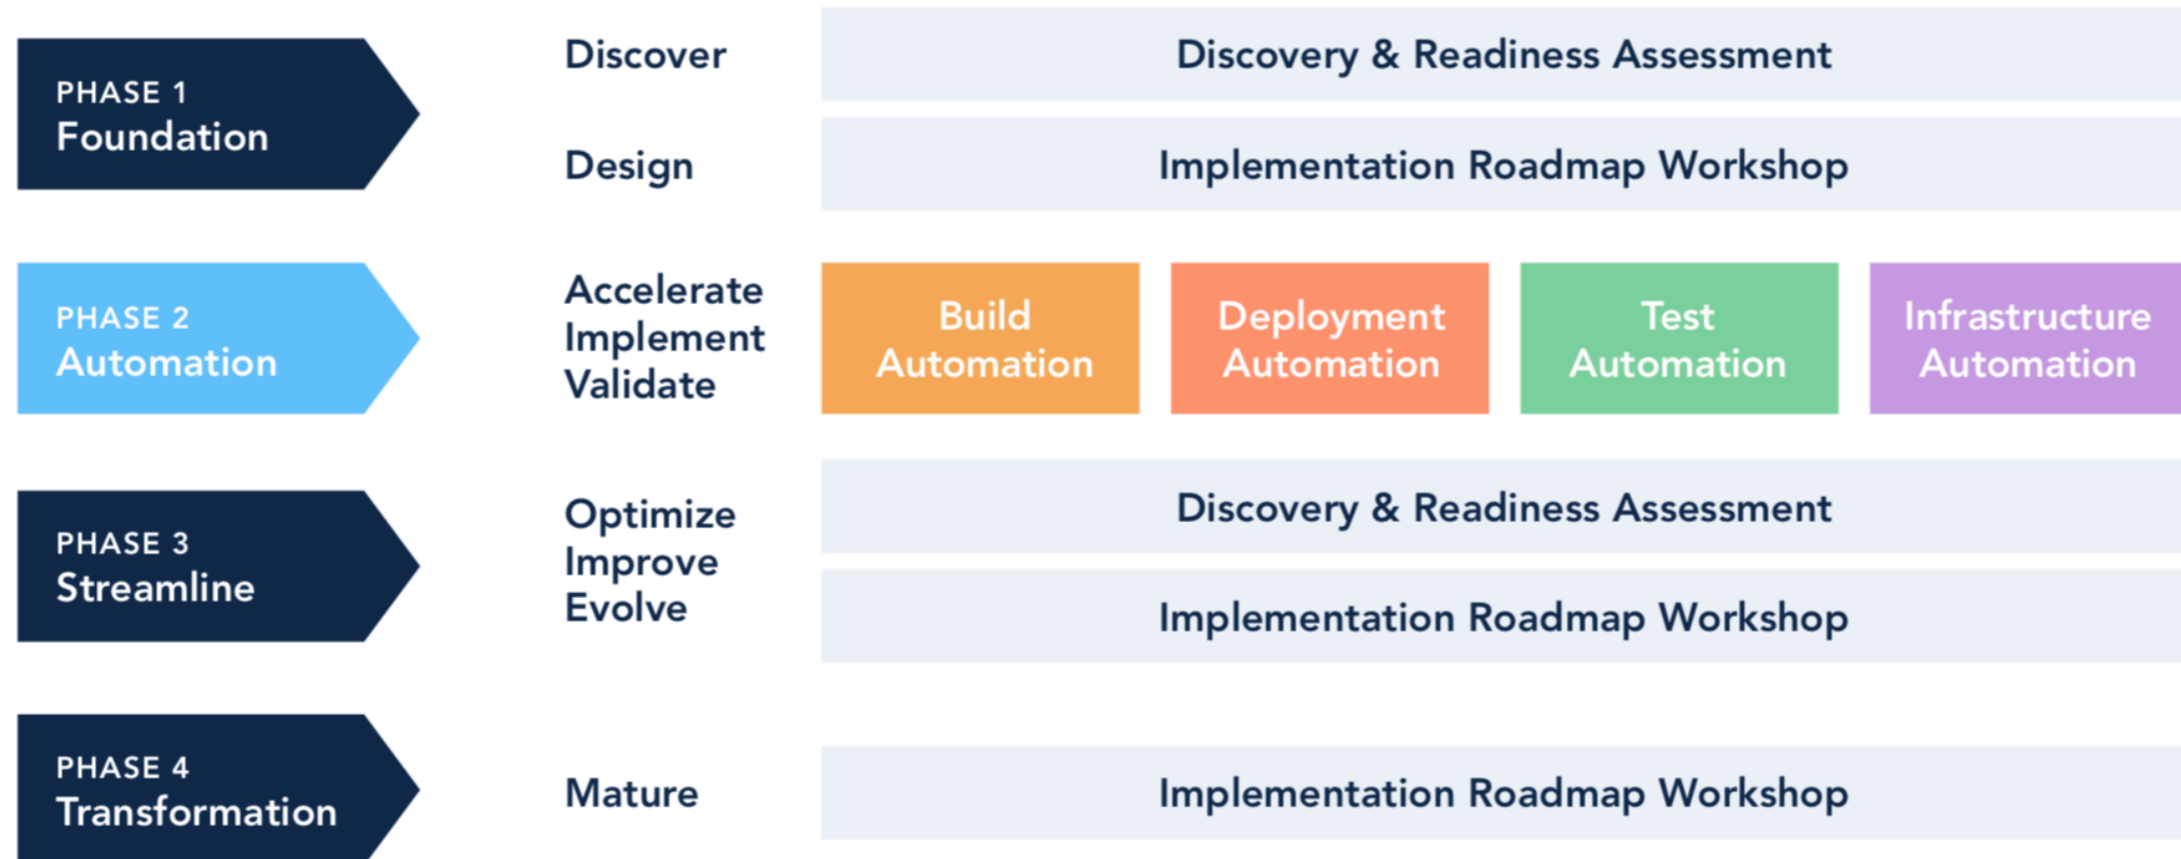 PHASE 1
Foundation
Discover
Discovery & Readiness Assessment
Design
Implementation Roadmap Workshop
PHASE 2
Automation
Accelerate
Implement
Validate
Build
Automation
Deployment
Automation
Test
Automation
Infrastructure
Automation
PHASE 3
Streamline
Optimize
Improve
Evolve
Discovery & Readiness Assessment
Implementation Roadmap Workshop
PHASE 4
Transformation
Mature
Implementation Roadmap Workshop